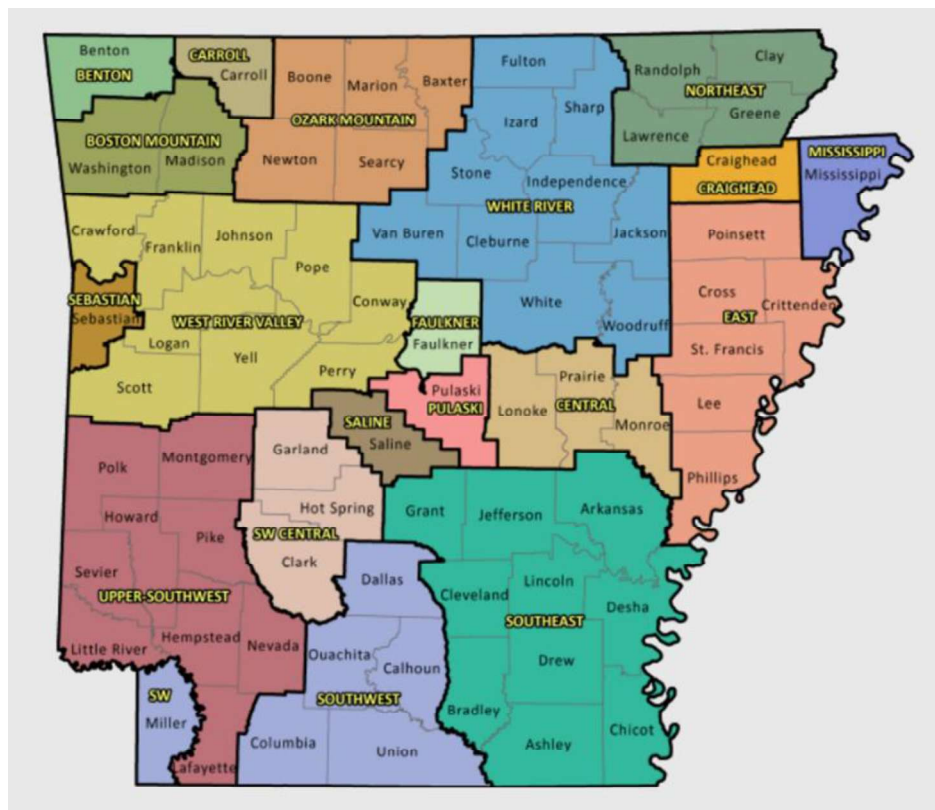 Benton
BENTON
CARROLL
Carroll
Boone
Marion
Baxter
OZARK MOUNTAIN
Newton
Searcy
BOSTON MOUNTAIN
Washington
Madison
Fulton
Sharp
Izard
Stone
Independence
WHITE RIVER
Van Buren
Cleburne
Jackson
White
Woodruff
Randolph
Clay
NORTHEAST
Greene
Lawrence
Craighead
CRAIGHEAD
MISSISSIPPI
Mississippi
Poinsett
Cross
Crittenden
EAST
St. Francis
Lee
Phillips
Crawford
Franklin
Johnson
Pope
Conway
WEST RIVER VALLEY
Logan
Yell
Perry
Scott
SEBASTIAN
Sebastian
FAULKNER
Faulkner
Pulaski
PULASKI
SALINE
Saline
Prairie
Lonoke
CENTRAL
Monroe
Garland
Hot Spring
SW CENTRAL
Clark
Polk
Montgomery
Howard
Pike
Sevier
UPPER-SOUTHWEST
Hempstead
Nevada
Little River
Lafayette
SW
Miller
Dallas
Ouachita
Calhoun
SOUTHWEST
Columbia
Union
Grant
Jefferson
Arkansas
Cleveland
Lincoln
Desha
SOUTHEAST
Drew
Bradley
Ashley
Chicot